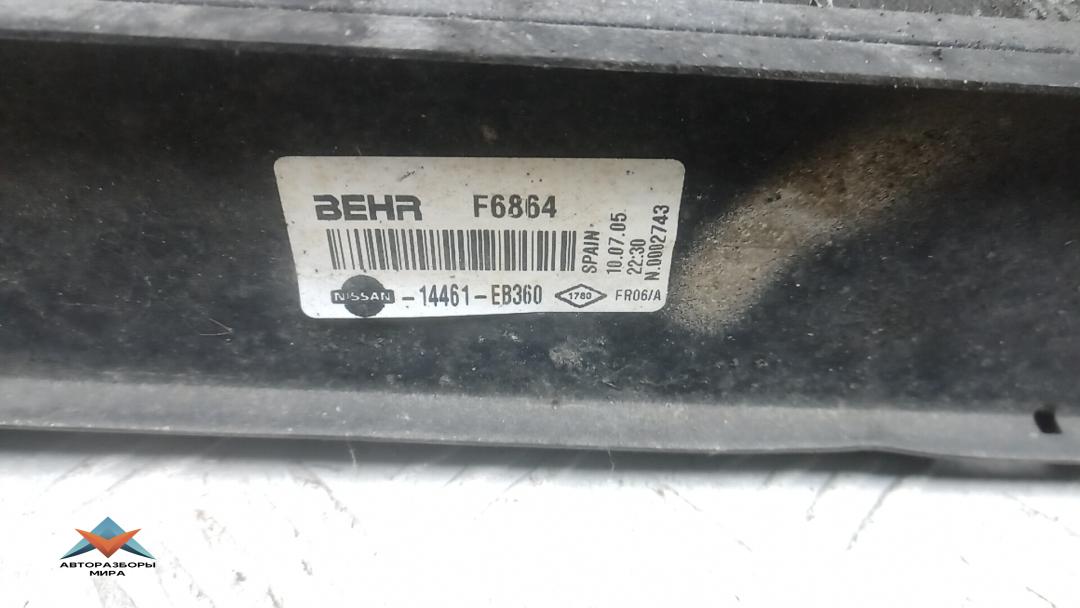 BEHR F6864
SPAIN
10.07.05
22:30
N.0002743
NISSAN -14461-EB360 1780 FR06/A
АВТОРАЗБОРЫ
МИРА